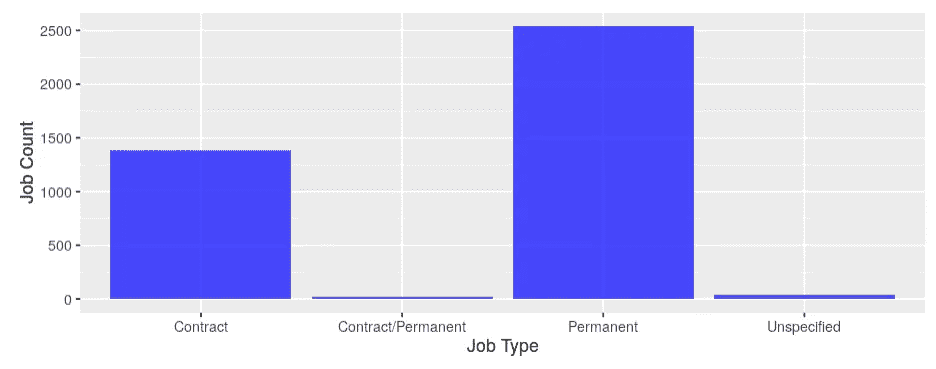 2500
2000
1500
1000
500
0
Job Count
Contract
Contract/Permanent
Permanent
Unspecified
Job Type